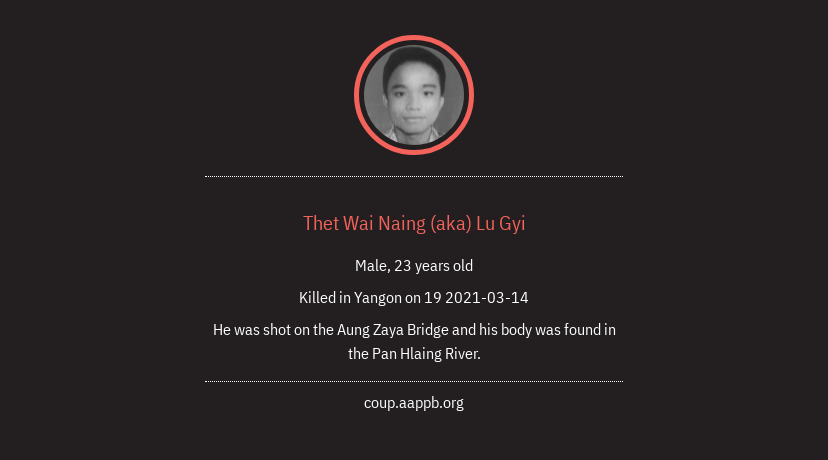 Thet Wai Naing (aka) Lu Gyi
Male, 23 years old
Killed in Yangon on 19 2021-03-14
He was shot on the Aung Zaya Bridge and his body was found in
the Pan Hlaing River.
coup.aappb.org